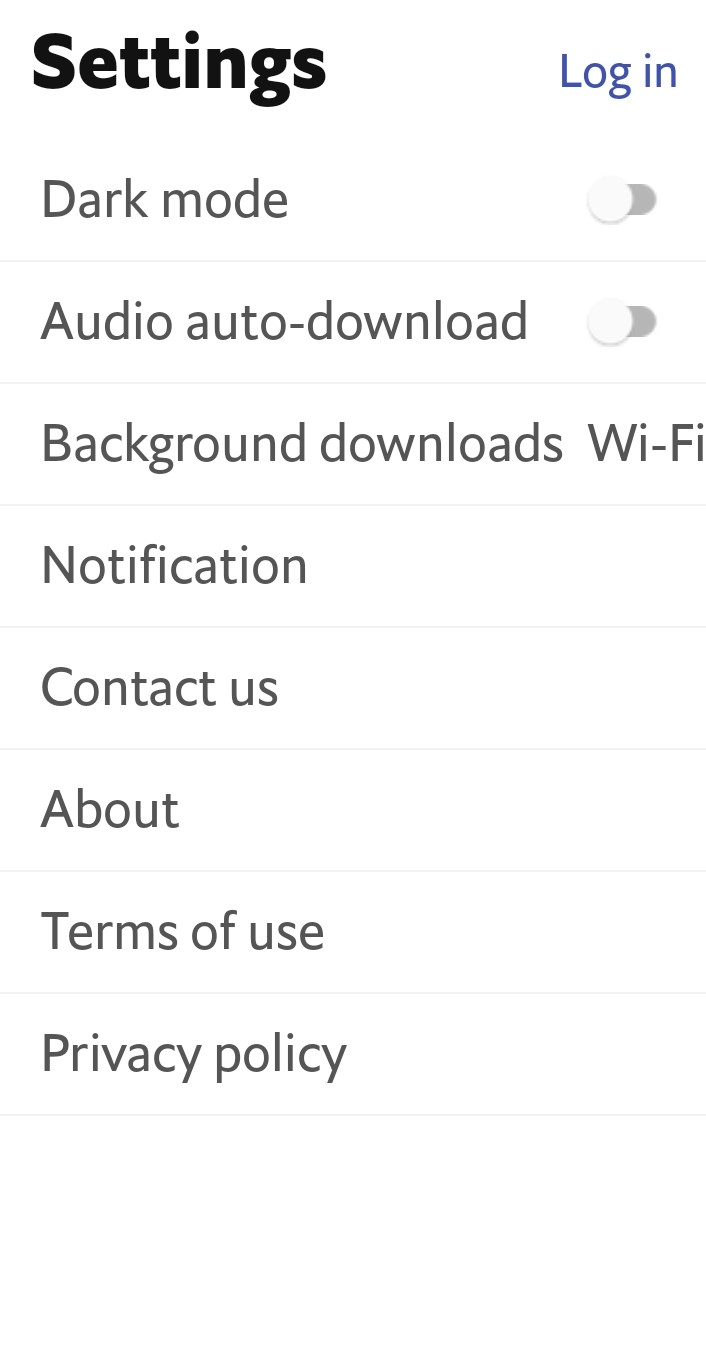 Settings
Log in
Dark mode
Audio auto-download
Background downloads Wi-Fi
Notification
Contact us
About
Terms of use
Privacy policy